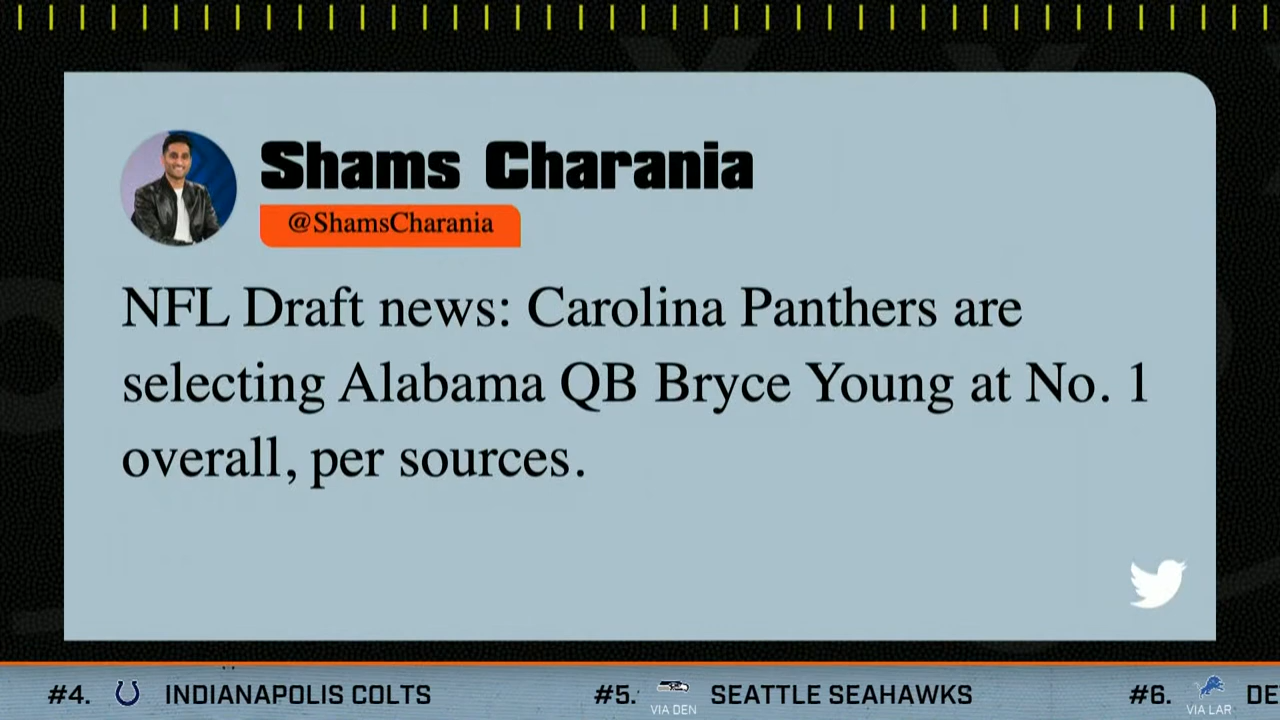 Shams Charania
@ShamsCharania
NFL Draft news: Carolina Panthers are
selecting Alabama QB Bryce Young at No. 1
overall, per sources.
#4. INDIANAPOLIS COLTS #5. VIA DEN SEATTLE SEAHAWKS #6. VIA LAR DE